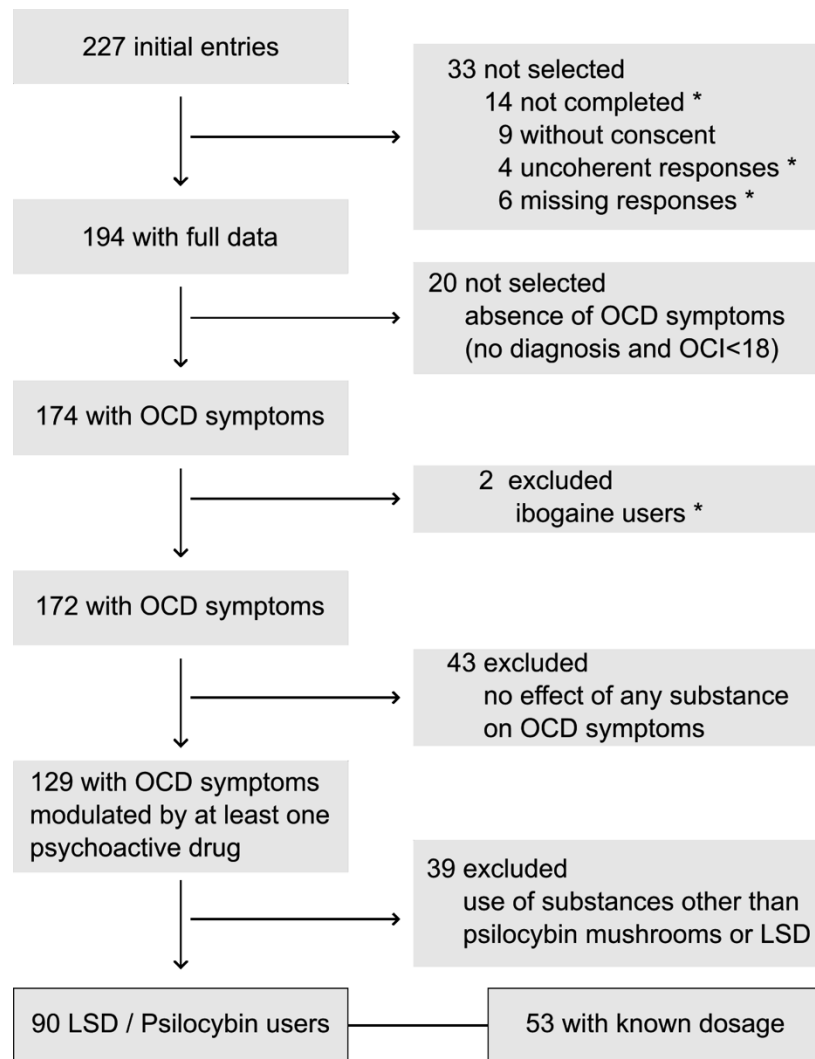 227 initial entries
33 not selected
14 not completed *
9 without conscent
4 uncoherent responses *
6 missing responses *
194 with full data
20 not selected
absence of OCD symptoms
(no diagnosis and OCI<18)
174 with OCD symptoms
2 excluded
ibogaine users *
172 with OCD symptoms
43 excluded
no effect of any substance
on OCD symptoms
129 with OCD symptoms
modulated by at least one
psychoactive drug
39 excluded
use of substances other than
psilocybin mushrooms or LSD
90 LSD / Psilocybin users
53 with known dosage